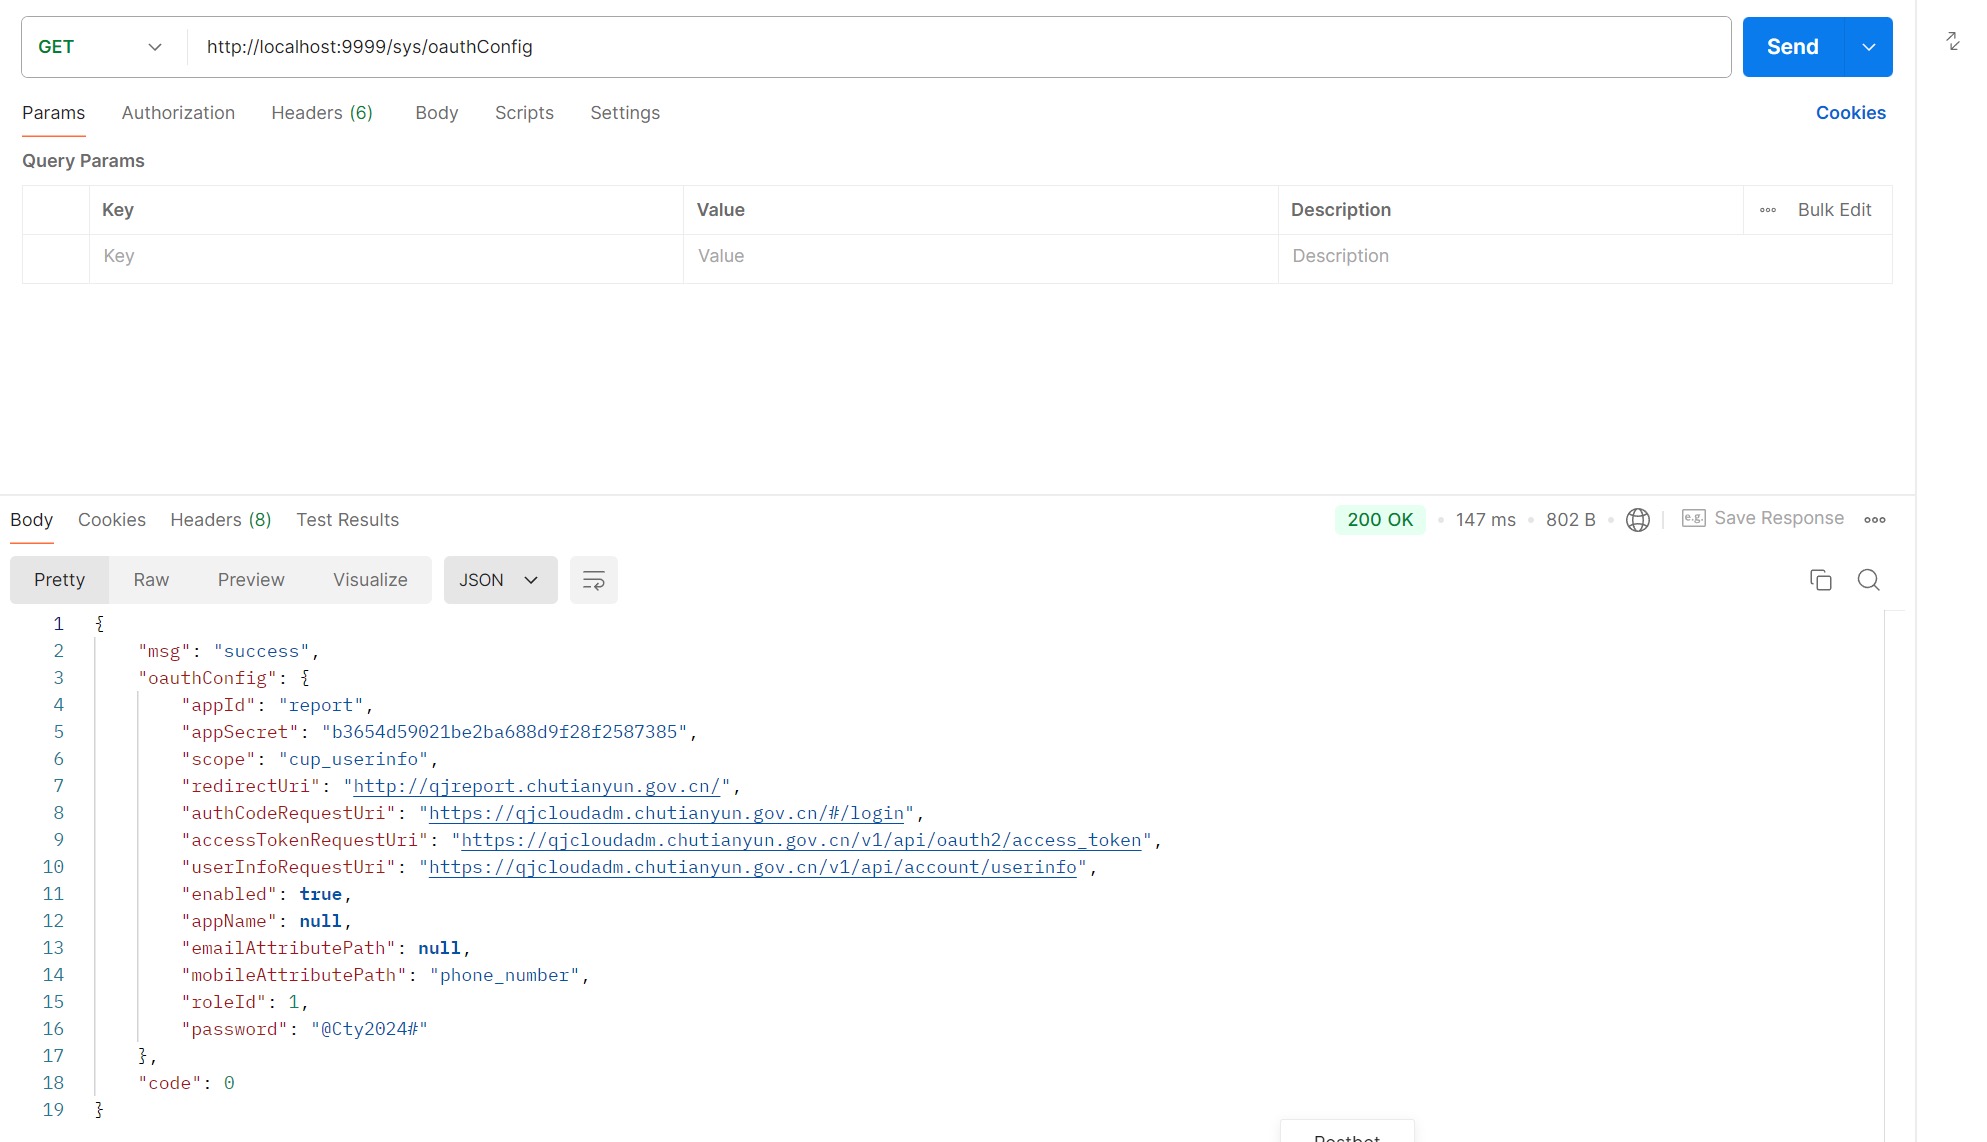 GET http://localhost:9999/sys/oauthConfig Send
Params Authorization Headers (6) Body Scripts Settings Cookies
Query Params
Key Value Description Bulk Edit
Key Value Description
Body Cookies Headers (8) Test Results 200 OK 147 ms 802 B e.g. Save Response
Pretty Raw Preview Visualize JSON
1 {
2 "msg": "success",
3 "oauthConfig": {
4 "appId": "report",
5 "appSecret": "b3654d59021be2ba688d9f28f2587385",
6 "scope": "cup_userinfo",
7 "redirectUri": "http://qjreport.chutianyun.gov.cn/",
8 "authCodeRequestUri": "https://qjcloudadm.chutianyun.gov.cn/#/login",
9 "accessTokenRequestUri": "https://qjcloudadm.chutianyun.gov.cn/v1/api/oauth2/access_token",
10 "userInfoRequestUri": "https://qjcloudadm.chutianyun.gov.cn/v1/api/account/userinfo",
11 "enabled": true,
12 "appName": null,
13 "emailAttributePath": null,
14 "mobileAttributePath": "phone_number",
15 "roleId": 1,
16 "password": "@Cty2024#"
17 },
18 "code": 0
19 }
Postbot